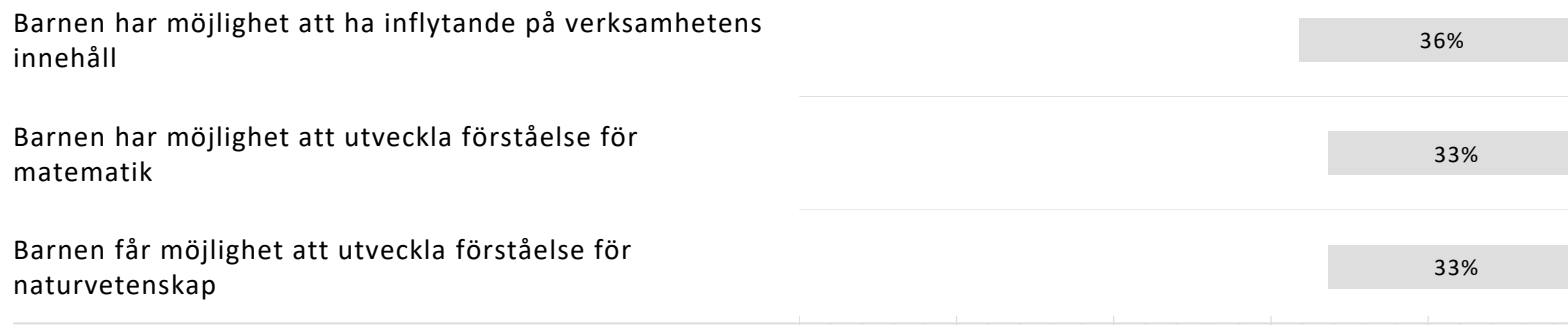 Barnen har möjlighet att ha inflytande på verksamhetens
innehåll
36%
Barnen har möjlighet att utveckla förståelse för
matematik
33%
Barnen får möjlighet att utveckla förståelse för
naturvetenskap
33%